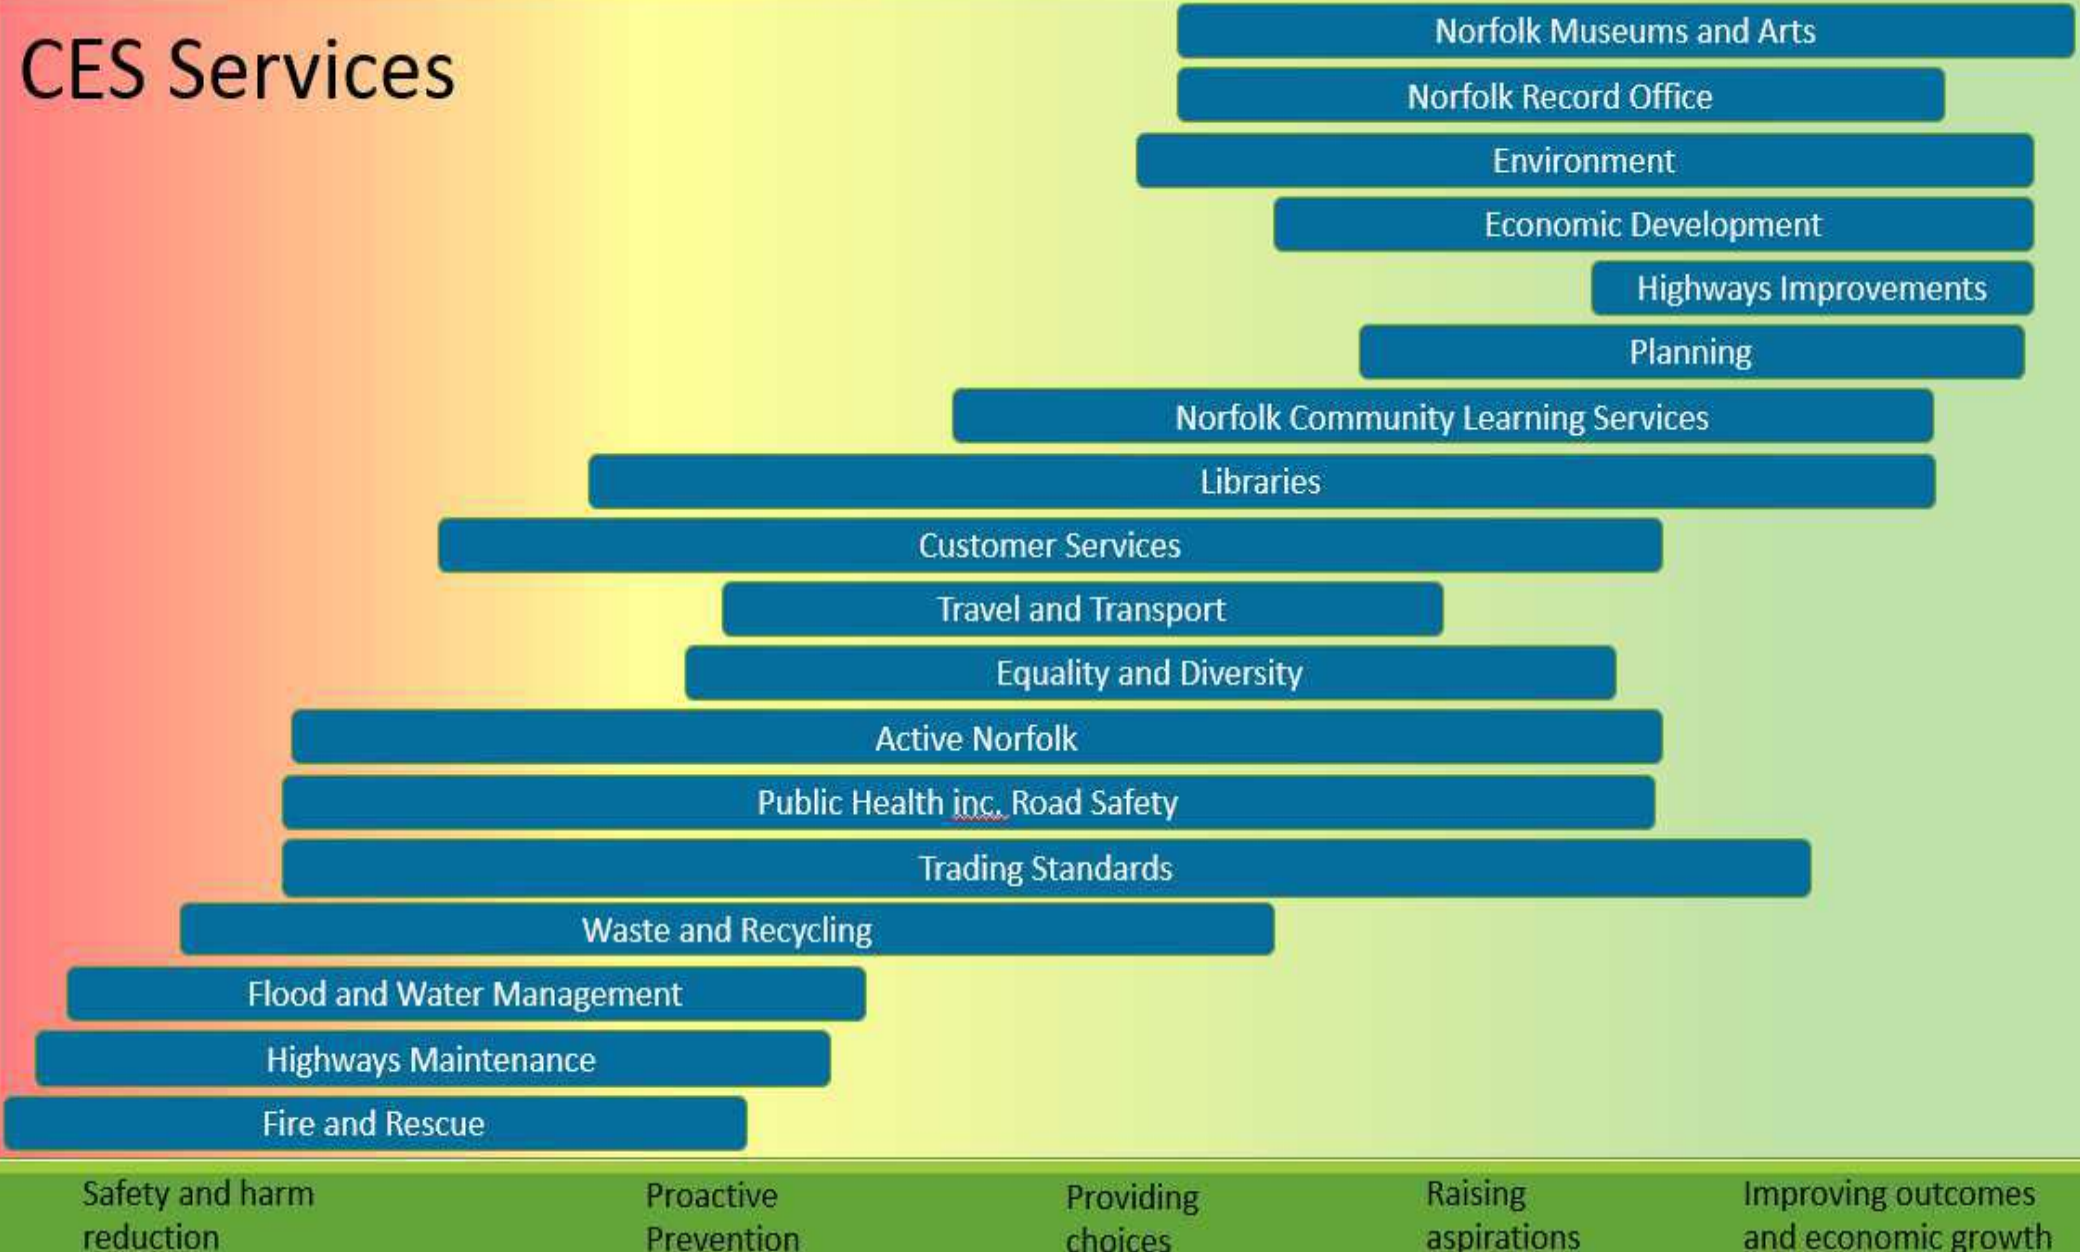 CES Services
Norfolk Museums and Arts
Norfolk Record Office
Environment
Economic Development
Highways Improvements
Planning
Norfolk Community Learning Services
Libraries
Customer Services
Travel and Transport
Equality and Diversity
Active Norfolk
Public Health inc. Road Safety
Trading Standards
Waste and Recycling
Flood and Water Management
Highways Maintenance
Fire and Rescue
Safety and harm
reduction
Proactive
Prevention
Providing
choices
Raising
aspirations
Improving outcomes
and economic growth